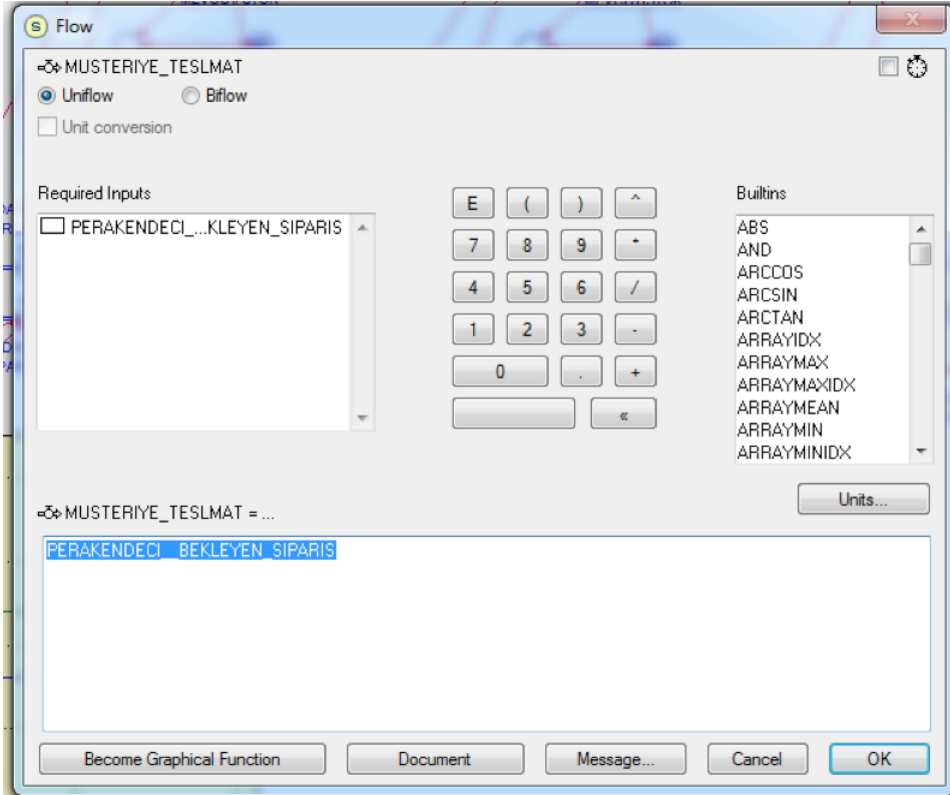 S Flow
MUSTERIYE_TESLMAT
Uniflow Biflow
Unit conversion
Required Inputs
PERAKENDECI_...KLEYEN_SIPARIS
E ( ) ^
7 8 9 *
4 5 6 /
1 2 3 -
0 . +
«
Builtins
ABS
AND
ARCCOS
ARCSIN
ARCTAN
ARRAYIDX
ARRAYMAX
ARRAYMAXIDX
ARRAYMEAN
ARRAYMIN
ARRAYMINIDX
Units...
MUSTERIYE_TESLMAT = ...
PERAKENDECI__BEKLEYEN_SIPARIS
Become Graphical Function Document Message... Cancel OK